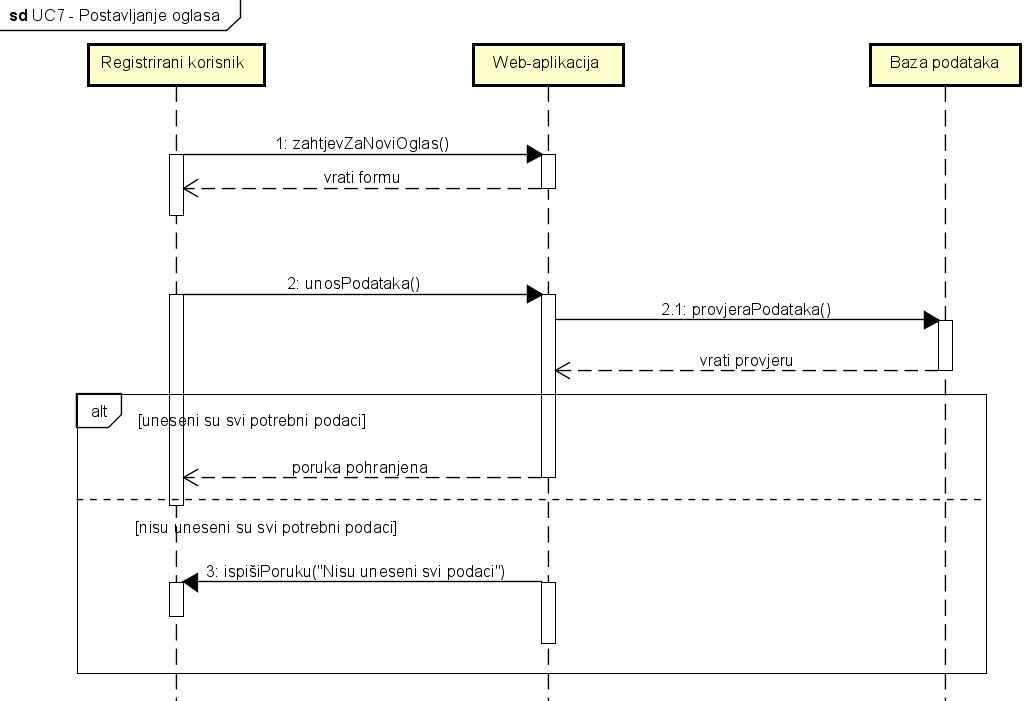 sd UC7 - Postavljanje oglasa
Registrirani korisnik
Web-aplikacija
Baza podataka
1: zahtjevZaNoviOglas()
vrati formu
2: unosPodataka()
2.1: provjeraPodataka()
vrati provjeru
alt
[uneseni su svi potrebni podaci]
poruka pohranjena
[nisu uneseni su svi potrebni podaci]
3: ispišiPoruku("Nisu uneseni svi podaci")